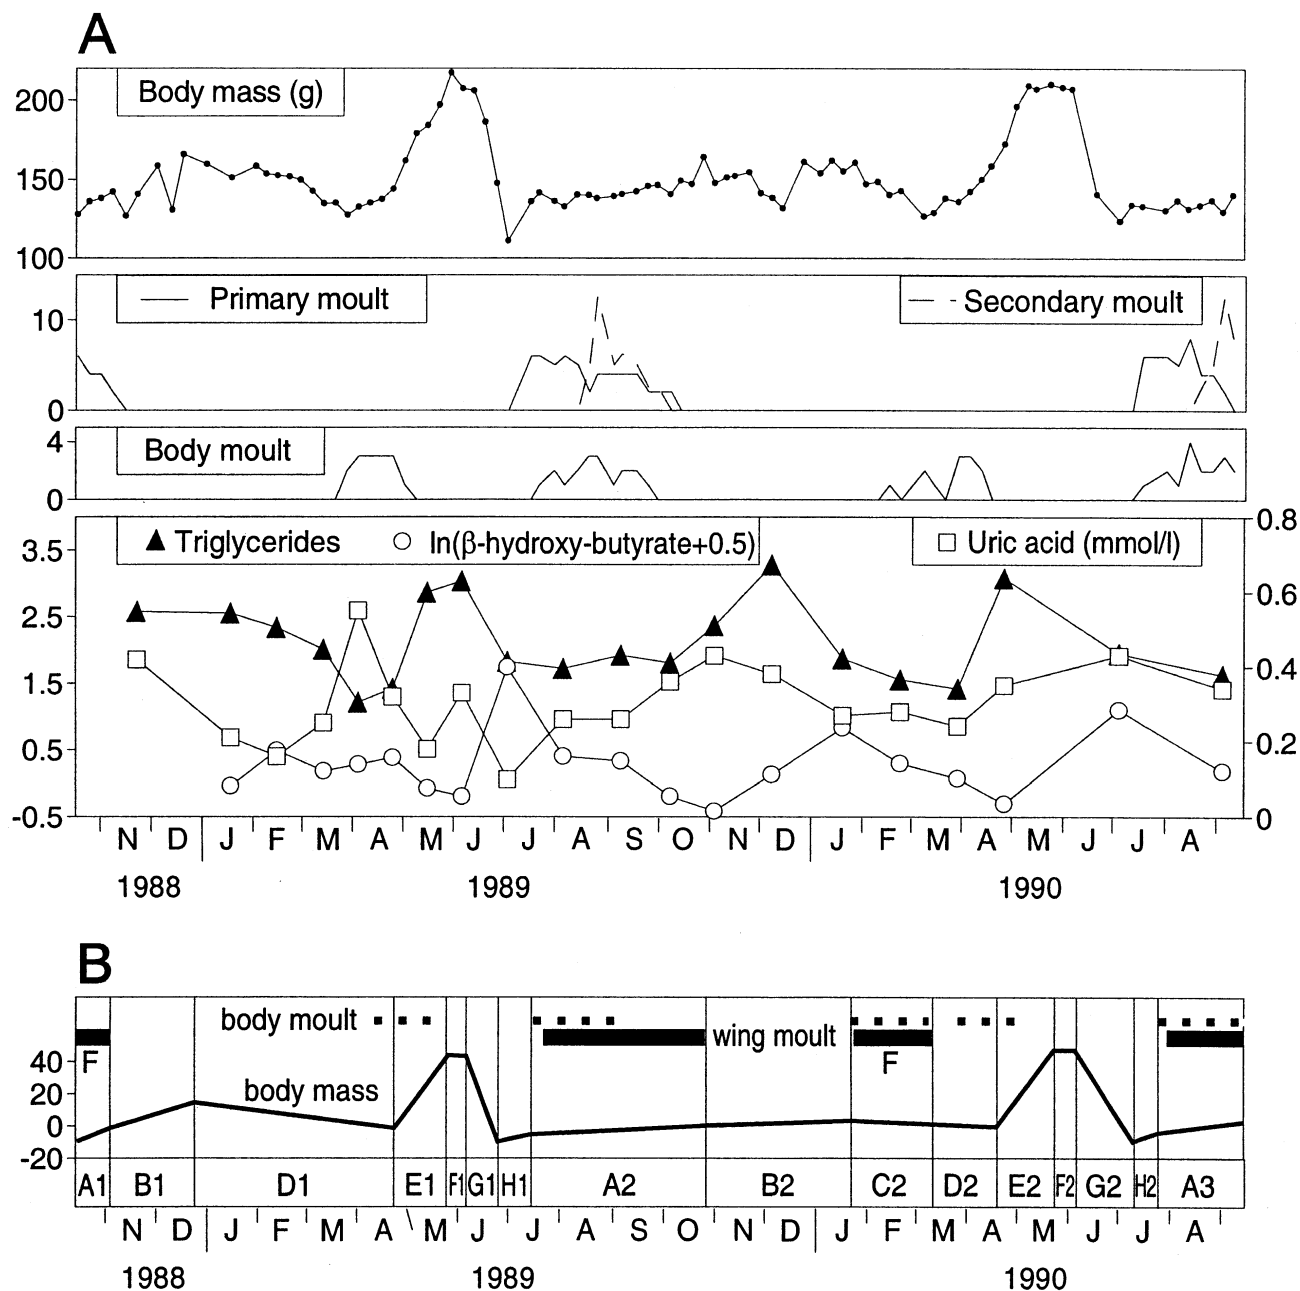 A
Body mass (g)
200
150
100
Primary moult
Secondary moult
10
0
Body moult
4
0
Triglycerides ln(β-hydroxy-butyrate+0.5) Uric acid (mmol/l)
3.5
2.5
1.5
0.5
-0.5
0.8
0.6
0.4
0.2
0
N D J F M A M J J A S O N D J F M A M J J A
1988 1989 1990
B
body moult
wing moult
F F
body mass
40
20
0
-20
A1 B1 D1 E1 F1 G1 H1 A2 B2 C2 D2 E2 F2 G2 H2 A3
N D J F M A M J J A S O N D J F M A M J J A
1988 1989 1990